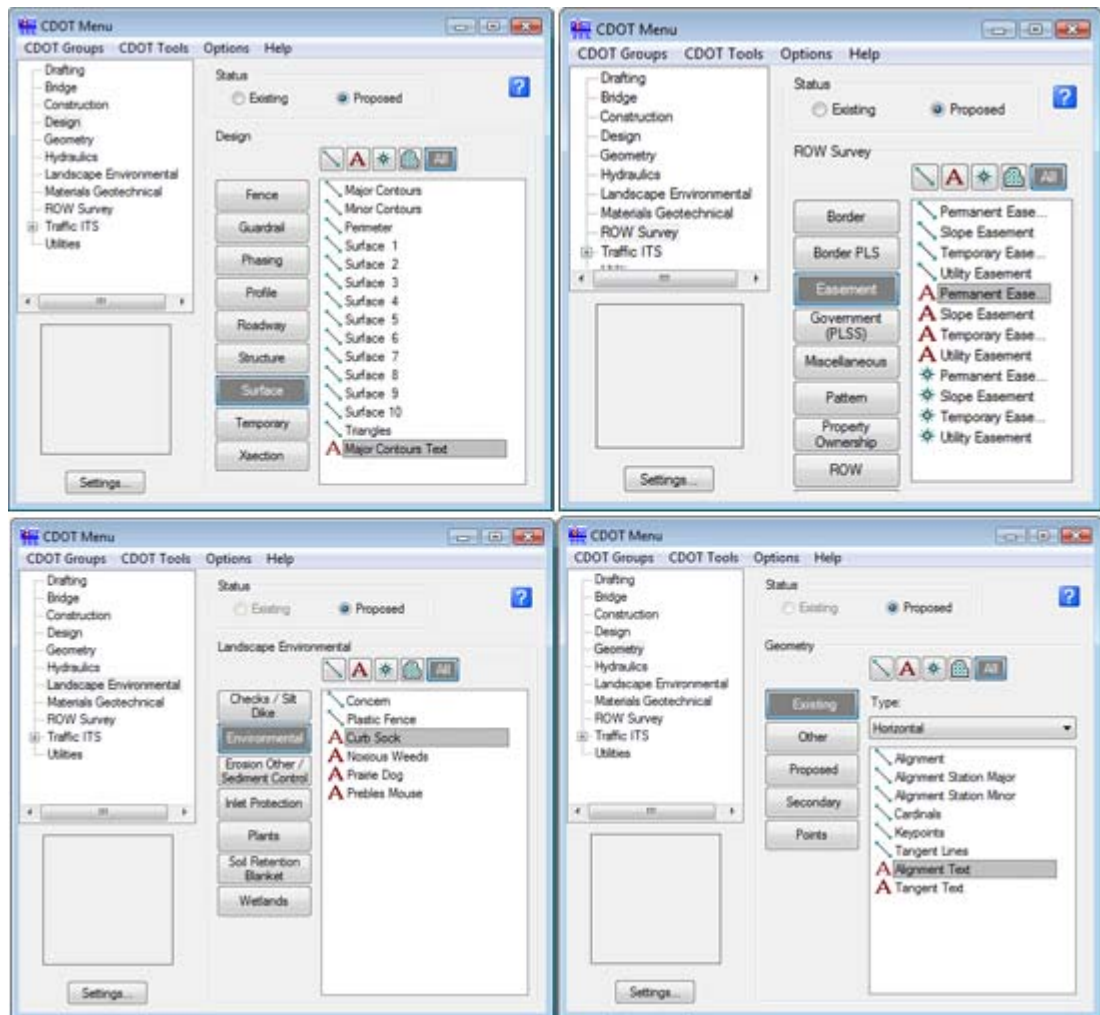 CDOT Menu
CDOT Groups CDOT Tools Options Help
Drafting
Bridge
Construction
Design
Geometry
Hydraulics
Landscape Environmental
Materials Geotechnical
ROW Survey
Traffic ITS
Utilities
Status
Existing Proposed
Design
A All
Fence
Guardrail
Phasing
Profile
Roadway
Structure
Surface
Temporary
Xsection
Major Contours
Minor Contours
Perimeter
Surface 1
Surface 2
Surface 3
Surface 4
Surface 5
Surface 6
Surface 7
Surface 8
Surface 9
Surface 10
Triangles
A Major Contours Text
Settings...
CDOT Menu
CDOT Groups CDOT Tools Options Help
Drafting
Bridge
Construction
Design
Geometry
Hydraulics
Landscape Environmental
Materials Geotechnical
ROW Survey
Traffic ITS
Status
Existing Proposed
ROW Survey
A All
Border
Border PLS
Easement
Government
(PLSS)
Miscellaneous
Pattern
Property
Ownership
ROW
Permanent Ease...
Slope Easement
Temporary Ease...
Utility Easement
A Permanent Ease...
A Slope Easement
A Temporary Ease...
A Utility Easement
Permanent Ease...
Slope Easement
Temporary Ease...
Utility Easement
Settings...
CDOT Menu
CDOT Groups CDOT Tools Options Help
Drafting
Bridge
Construction
Design
Geometry
Hydraulics
Landscape Environmental
Materials Geotechnical
ROW Survey
Traffic ITS
Utilities
Status
Existing Proposed
Landscape Environmental
A All
Checks / Silt
Dike
Environmental
Erosion Other /
Sediment Control
Inlet Protection
Plants
Soil Retention
Blanket
Wetlands
Concern
Plastic Fence
A Curb Sock
A Noxious Weeds
A Prairie Dog
A Prebles Mouse
Settings...
CDOT Menu
CDOT Groups CDOT Tools Options Help
Drafting
Bridge
Construction
Design
Geometry
Hydraulics
Landscape Environmental
Materials Geotechnical
ROW Survey
Traffic ITS
Utilities
Status
Existing Proposed
Geometry
A All
Existing
Other
Proposed
Secondary
Points
Type:
Horizontal
Alignment
Alignment Station Major
Alignment Station Minor
Cardinals
Keypoints
Tangent Lines
A Alignment Text
A Tangent Text
Settings...